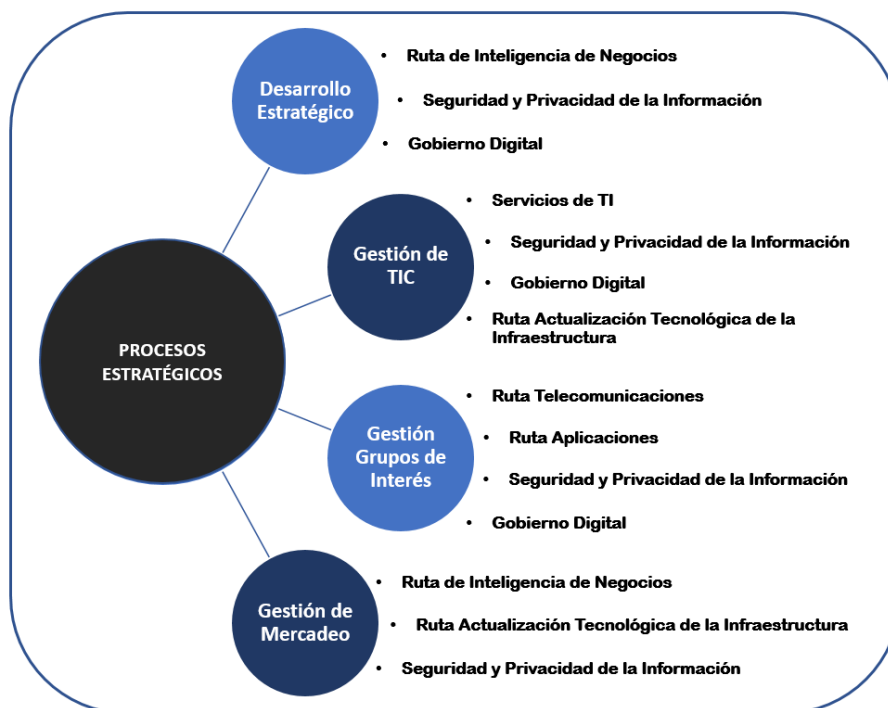 PROCESOS
ESTRATÉGICOS
Desarrollo
Estratégico
• Ruta de Inteligencia de Negocios
• Seguridad y Privacidad de la Información
• Gobierno Digital
Gestión de
TIC
• Servicios de TI
• Seguridad y Privacidad de la Información
• Gobierno Digital
• Ruta Actualización Tecnológica de la
Infraestructura
Gestión
Grupos de
Interés
• Ruta Telecomunicaciones
• Ruta Aplicaciones
• Seguridad y Privacidad de la Información
• Gobierno Digital
Gestión de
Mercadeo
• Ruta de Inteligencia de Negocios
• Ruta Actualización Tecnológica de la Infraestructura
• Seguridad y Privacidad de la Información